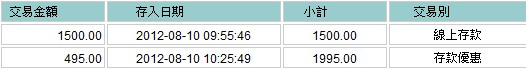 交易金額 存入日期 小計 交易別
1500.00 2012-08-10 09:55:46 1500.00 線上存款
495.00 2012-08-10 10:25:49 1995.00 存款優惠